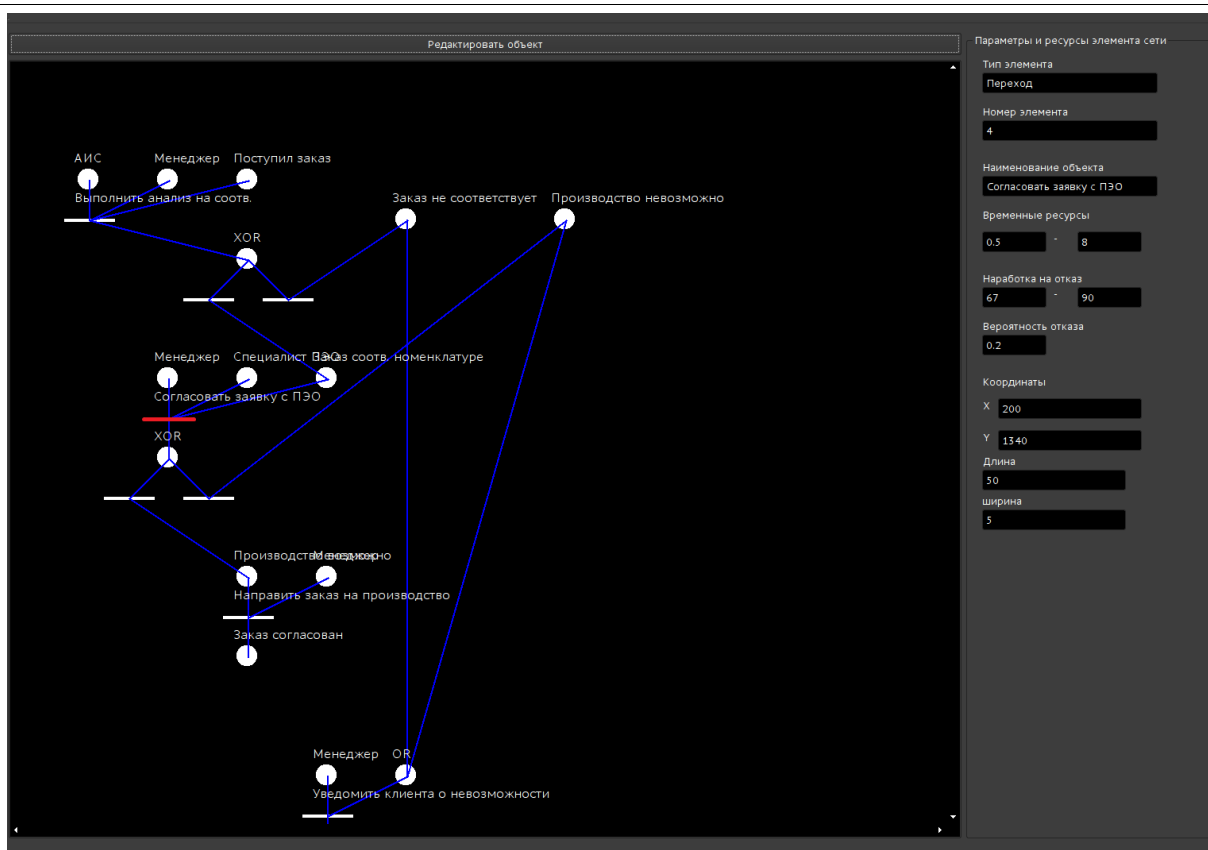 Редактировать объект
АИС
Менеджер
Поступил заказ
Выполнить анализ на соотв.
Заказ не соответствует
Производство невозможно
XOR
Менеджер
Специалист ПЭО
Заказ соотв. номенклатуре
Согласовать заявку с ПЭО
XOR
Производство возможно
Менеджер
Направить заказ на производство
Заказ согласован
Менеджер
OR
Уведомить клиента о невозможности
Параметры и ресурсы элемента сети
Тип элемента
Переход
Номер элемента
4
Наименование объекта
Согласовать заявку с ПЭО
Временные ресурсы
0.5 - 8
Наработка на отказ
67 - 90
Вероятность отказа
0.2
Координаты
X 200
Y 1340
Длина
50
ширина
5